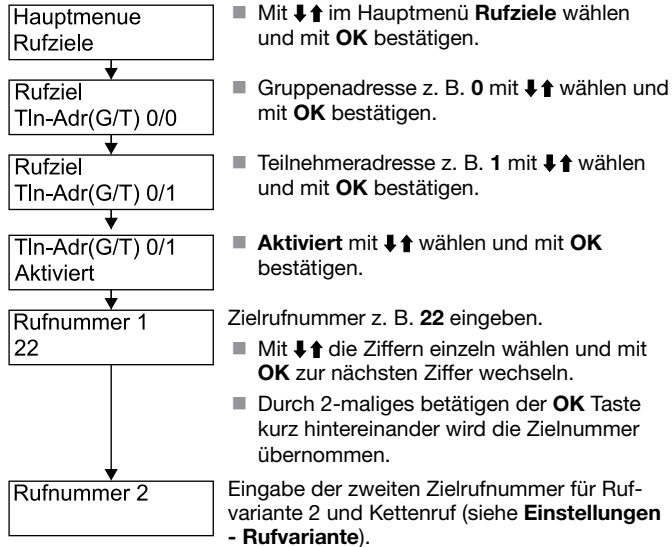 Hauptmenue
Rufziele
■ Mit ⬇⬆ im Hauptmenü Rufziele wählen
und mit OK bestätigen.
Rufziel
Tln-Adr(G/T) 0/0
■ Gruppenadresse z. B. 0 mit ⬇⬆ wählen und
mit OK bestätigen.
Rufziel
Tln-Adr(G/T) 0/1
■ Teilnehmeradresse z. B. 1 mit ⬇⬆ wählen
und mit OK bestätigen.
Tln-Adr(G/T) 0/1
Aktiviert
■ Aktiviert mit ⬇⬆ wählen und mit OK
bestätigen.
Rufnummer 1
22
Zielrufnummer z. B. 22 eingeben.
■ Mit ⬇⬆ die Ziffern einzeln wählen und mit
OK zur nächsten Ziffer wechseln.
■ Durch 2-maliges betätigen der OK Taste
kurz hintereinander wird die Zielnummer
übernommen.
Rufnummer 2
Eingabe der zweiten Zielrufnummer für Ruf-
variante 2 und Kettenruf (siehe Einstellungen
- Rufvariante).